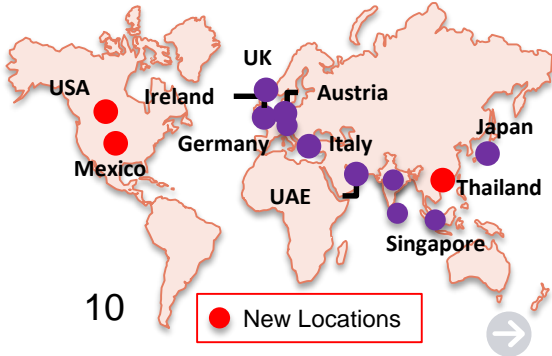 UK
USA
Ireland
Austria
Germany
Italy
Japan
Mexico
UAE
Thailand
Singapore
10
New Locations